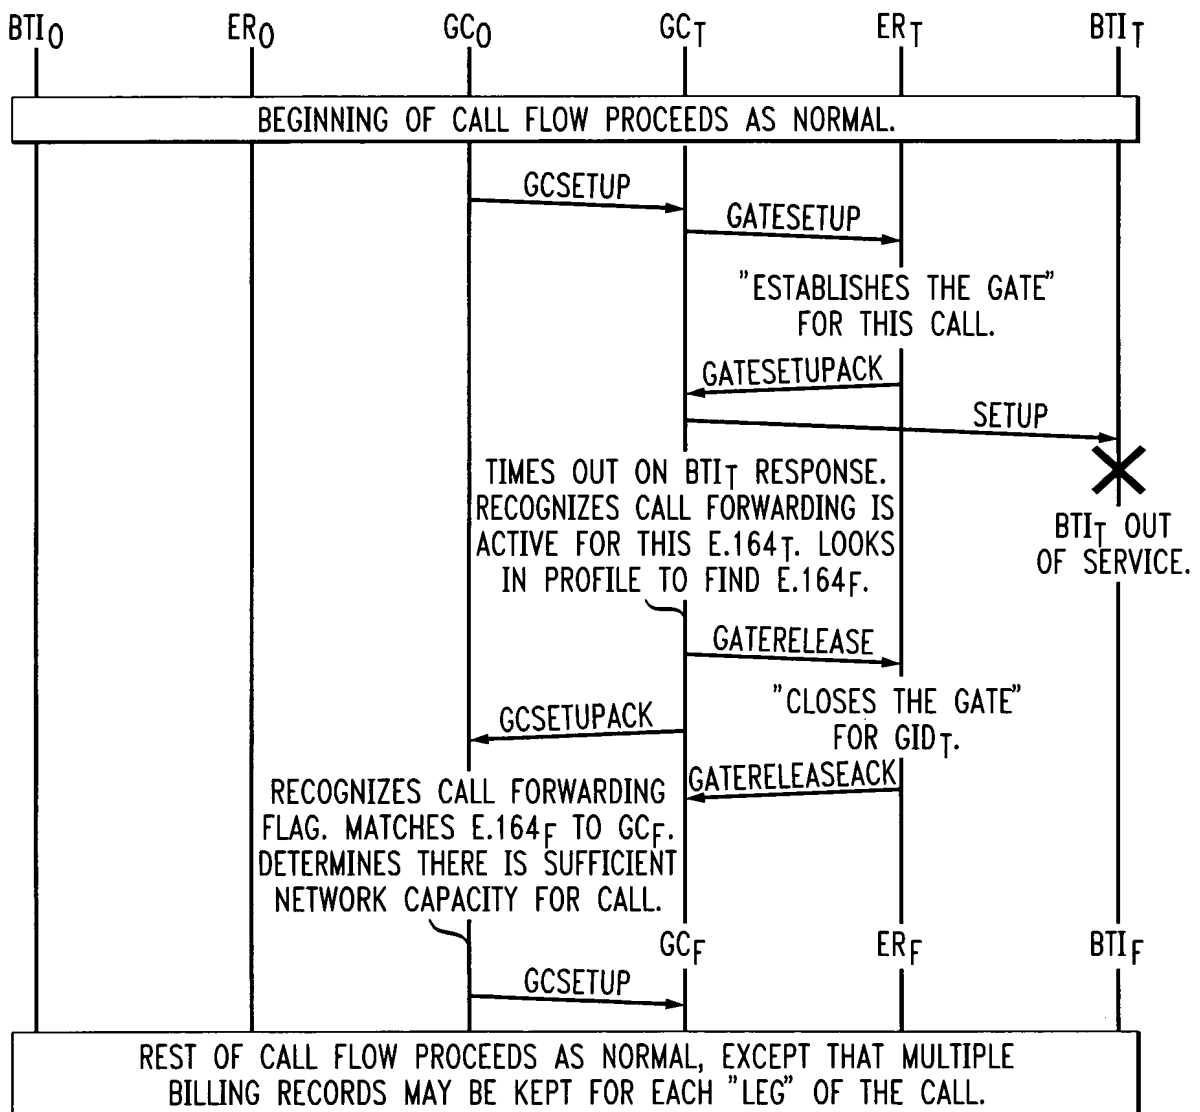 BTIO ERO GCO GCT ERT BTIT
BEGINNING OF CALL FLOW PROCEEDS AS NORMAL.
GCSETUP
GATESETUP
"ESTABLISHES THE GATE"
FOR THIS CALL.
GATESETUPACK
SETUP
TIMES OUT ON BTIT RESPONSE.
RECOGNIZES CALL FORWARDING IS
ACTIVE FOR THIS E.164T. LOOKS
IN PROFILE TO FIND E.164F.
BTIT OUT
OF SERVICE.
GATERELEASE
"CLOSES THE GATE"
FOR GIDT.
GCSETUPACK
GATERELEASEACK
RECOGNIZES CALL FORWARDING
FLAG. MATCHES E.164F TO GCF.
DETERMINES THERE IS SUFFICIENT
NETWORK CAPACITY FOR CALL.
GCF ERF BTIF
GCSETUP
REST OF CALL FLOW PROCEEDS AS NORMAL, EXCEPT THAT MULTIPLE
BILLING RECORDS MAY BE KEPT FOR EACH "LEG" OF THE CALL.